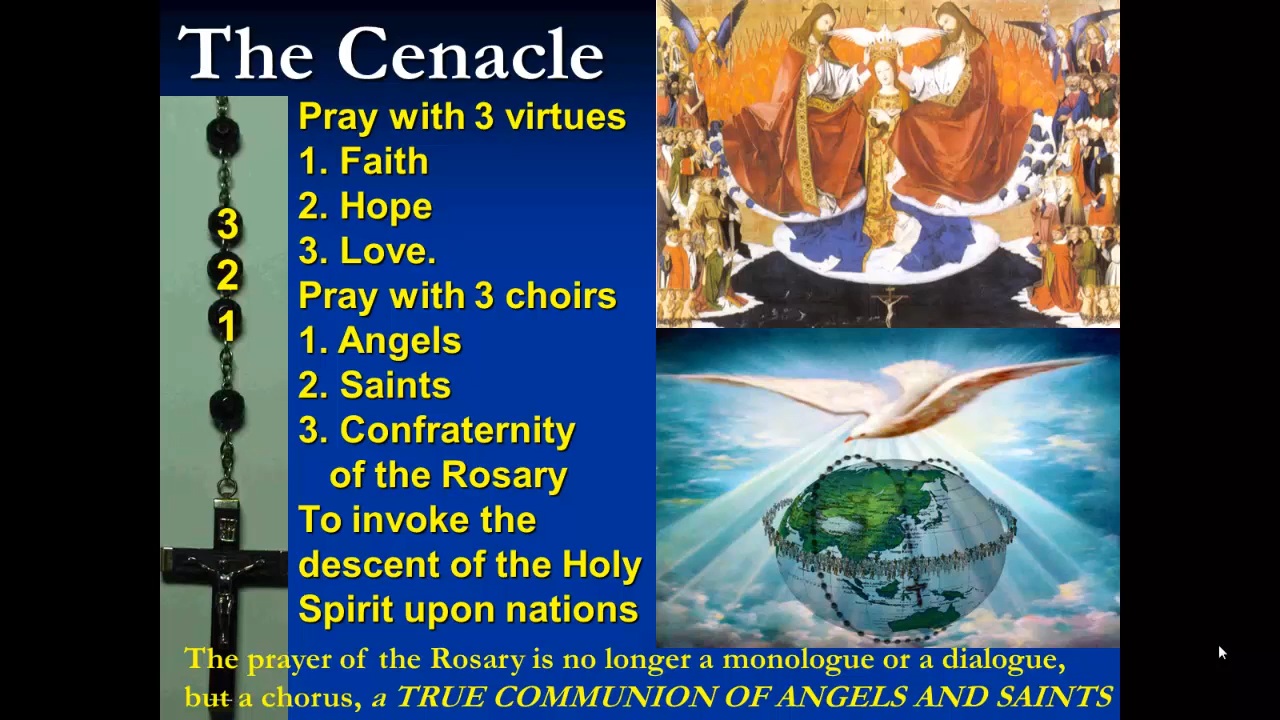 The Cenacle
Pray with 3 virtues
1. Faith
2. Hope
3. Love.
Pray with 3 choirs
1. Angels
2. Saints
3. Confraternity
of the Rosary
To invoke the
descent of the Holy
Spirit upon nations
3
2
1
INRI
The prayer of the Rosary is no longer a monologue or a dialogue,
but a chorus, a TRUE COMMUNION OF ANGELS AND SAINTS